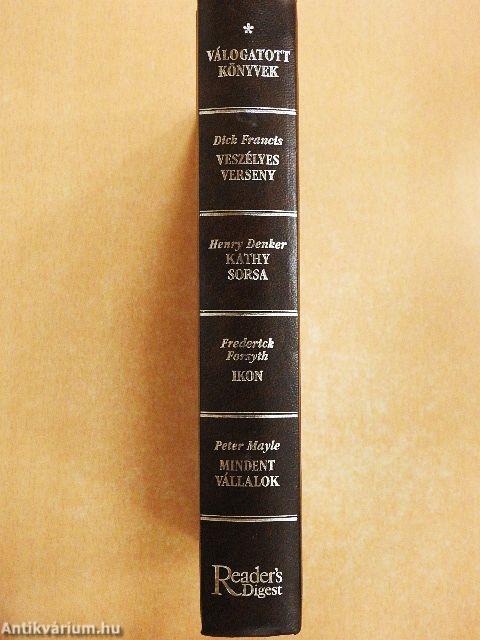 *
VÁLOGATOTT
KÖNYVEK
Dick Francis
VESZÉLYES
VERSENY
Henry Denker
KATHY
SORSA
Frederick
Forsyth
IKON
Peter Mayle
MINDENT
VÁLLALOK
Reader's
Digest
Antikvárium.hu